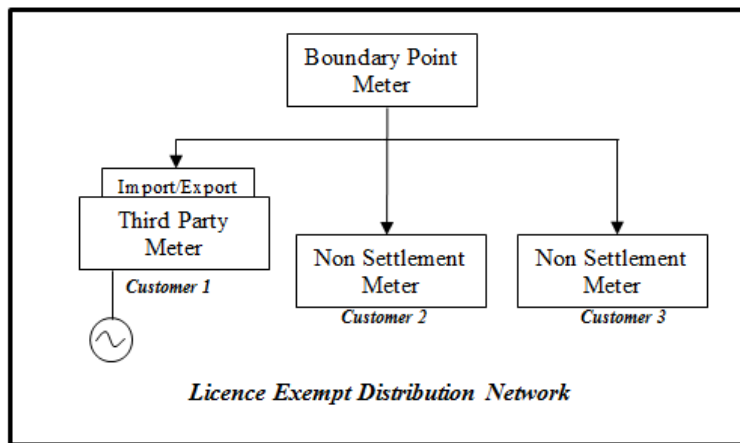 Boundary Point
Meter
Import/Export
Third Party
Meter
Customer 1
Non Settlement
Meter
Customer 2
Non Settlement
Meter
Customer 3
Licence Exempt Distribution Network